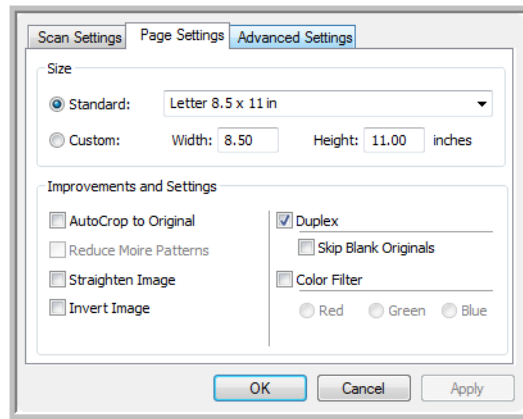 Scan Settings Page Settings Advanced Settings
Size
Standard: Letter 8.5 x 11 in
Custom: Width: 8.50 Height: 11.00 inches
Improvements and Settings
AutoCrop to Original
Reduce Moire Patterns
Straighten Image
Invert Image
Duplex
Skip Blank Originals
Color Filter
Red Green Blue
OK Cancel Apply